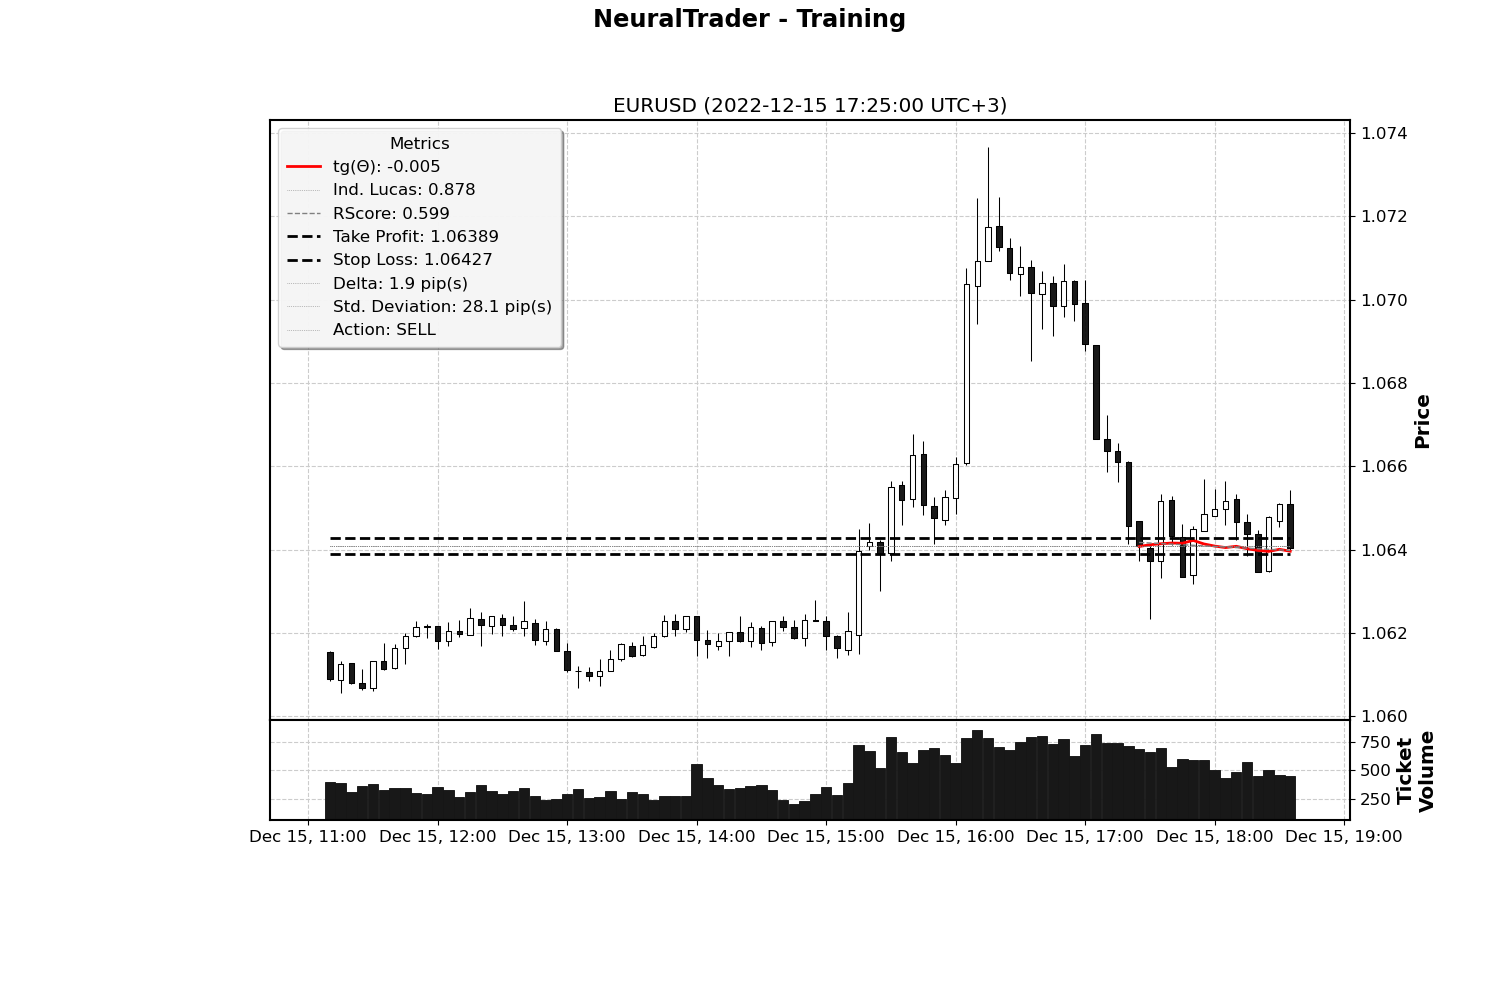 NeuralTrader - Training
EURUSD (2022-12-15 17:25:00 UTC+3)
Metrics
tg(Θ): -0.005
Ind. Lucas: 0.878
RScore: 0.599
Take Profit: 1.06389
Stop Loss: 1.06427
Delta: 1.9 pip(s)
Std. Deviation: 28.1 pip(s)
Action: SELL
1.074
1.072
1.070
1.068
1.066
1.064
1.062
1.060
Price
750
500
250
Ticket
Volume
Dec 15, 11:00 Dec 15, 12:00 Dec 15, 13:00 Dec 15, 14:00 Dec 15, 15:00 Dec 15, 16:00 Dec 15, 17:00 Dec 15, 18:00 Dec 15, 19:00